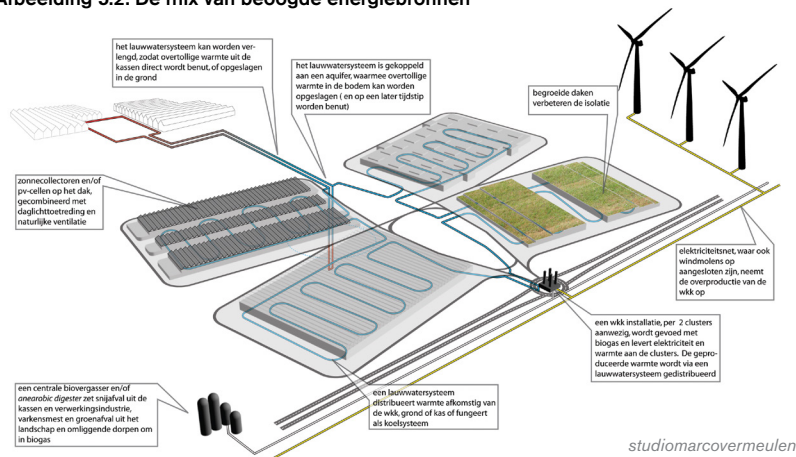 Afbeelding 5.2: De mix van beoogde energiebronnen
het lauwwatersysteem kan worden ver-
lengd, zodat overtollige warmte uit de
kassen direct wordt benut, of opgeslagen
in de grond
het lauwwatersysteem is gekoppeld
aan een aquifer, waarmee overtollige
warmte in de bodem kan worden
opgeslagen ( en op een later tijdstip
worden benut)
begroeide daken
verbeteren de isolatie
zonnecollectoren en/of
pv-cellen op het dak,
gecombineerd met
daglichttoetreding en
naturlijke ventilatie
elektriciteitsnet, waar ook
windmolens op
aangesloten zijn, neemt
de overproductie van de
wkk op
een wkk installatie, per 2 clusters
aanwezig, wordt gevoed met
biogas en levert elektriciteit en
warmte aan de clusters. De gepro-
duceerde warmte wordt via een
lauwwatersysteem gedistribueerd
een centrale biovergasser en/of
anearobic digester zet snijafval uit de
kassen en verwerkingsindustrie,
varkensmest en groenafval uit het
landschap en omliggende dorpen om
in biogas
een lauwwatersysteem
distribueert warmte afkomstig van
de wkk, grond of kas of fungeert
als koelsysteem
studiomarcovermeulen